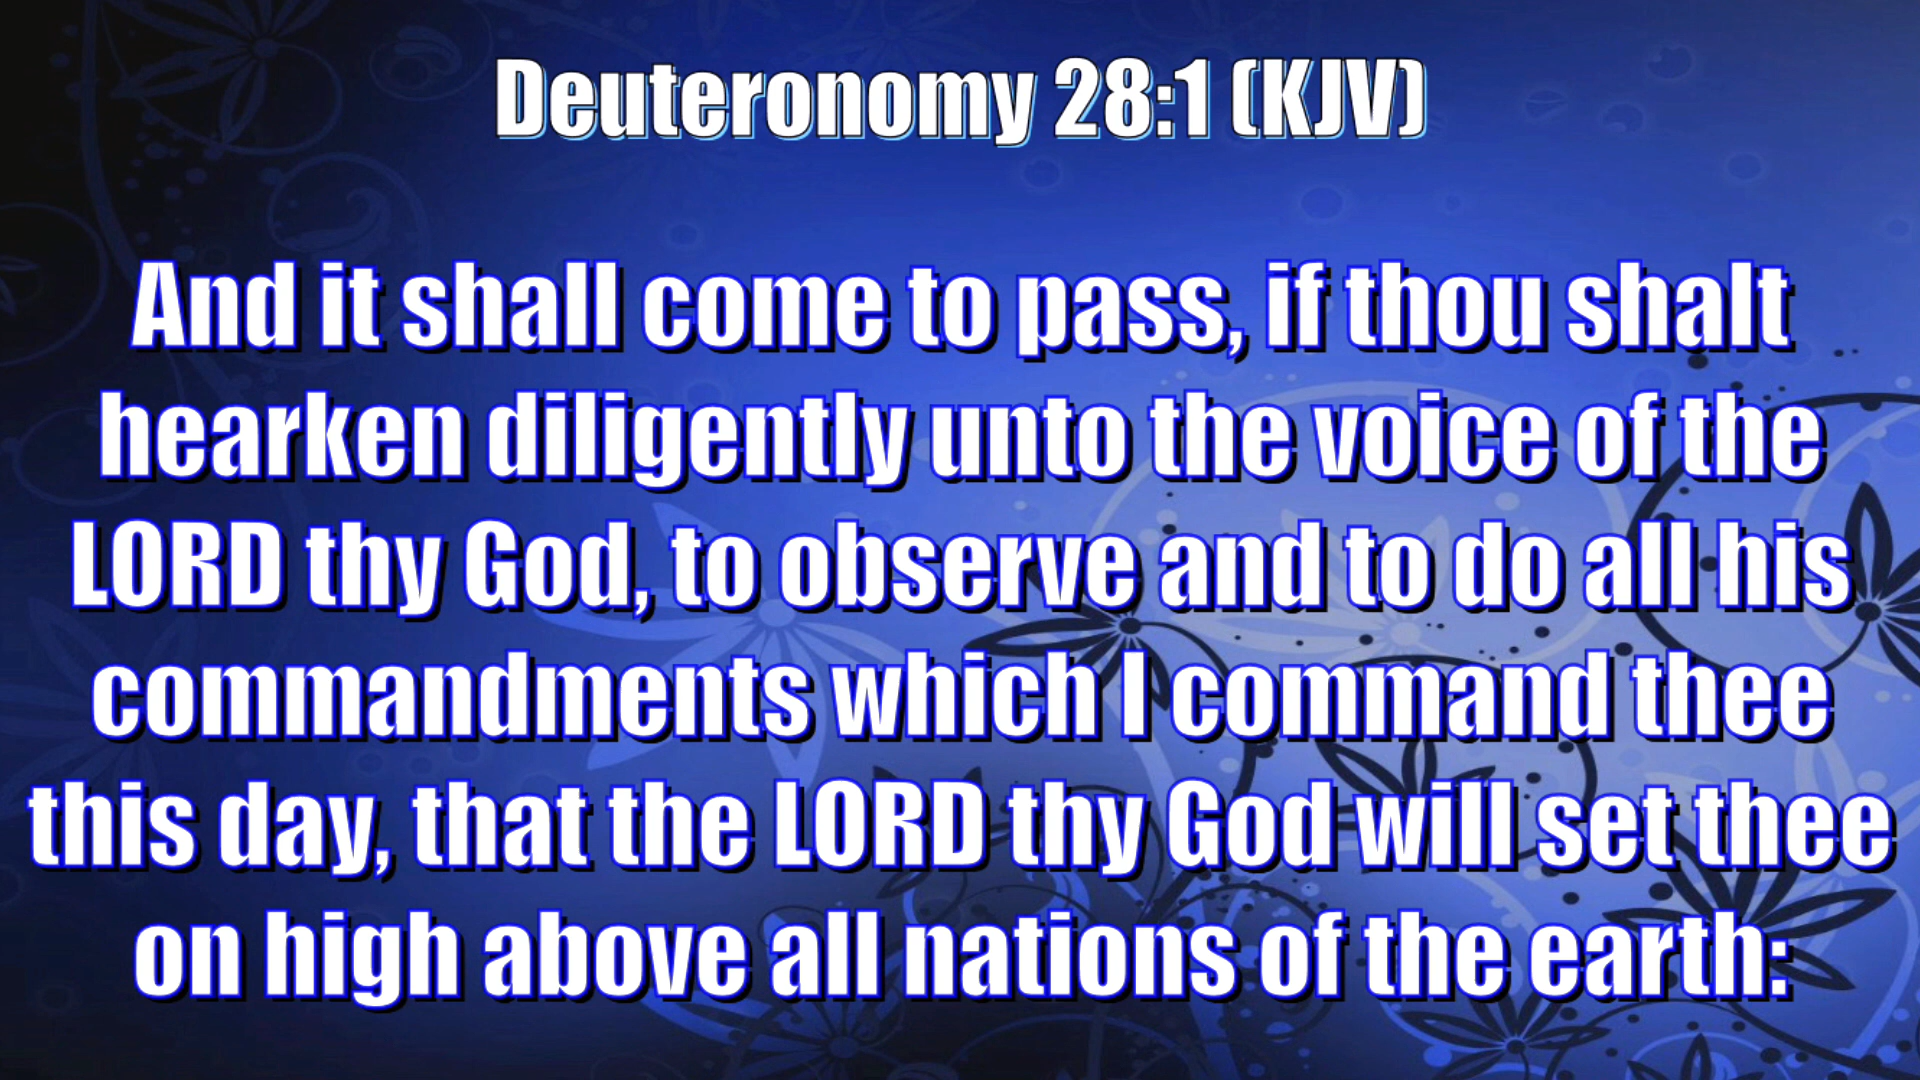 Deuteronomy 28:1 (KJV)
And it shall come to pass, if thou shalt
hearken diligently unto the voice of the
LORD thy God, to observe and to do all his
commandments which I command thee
this day, that the LORD thy God will set thee
on high above all nations of the earth: